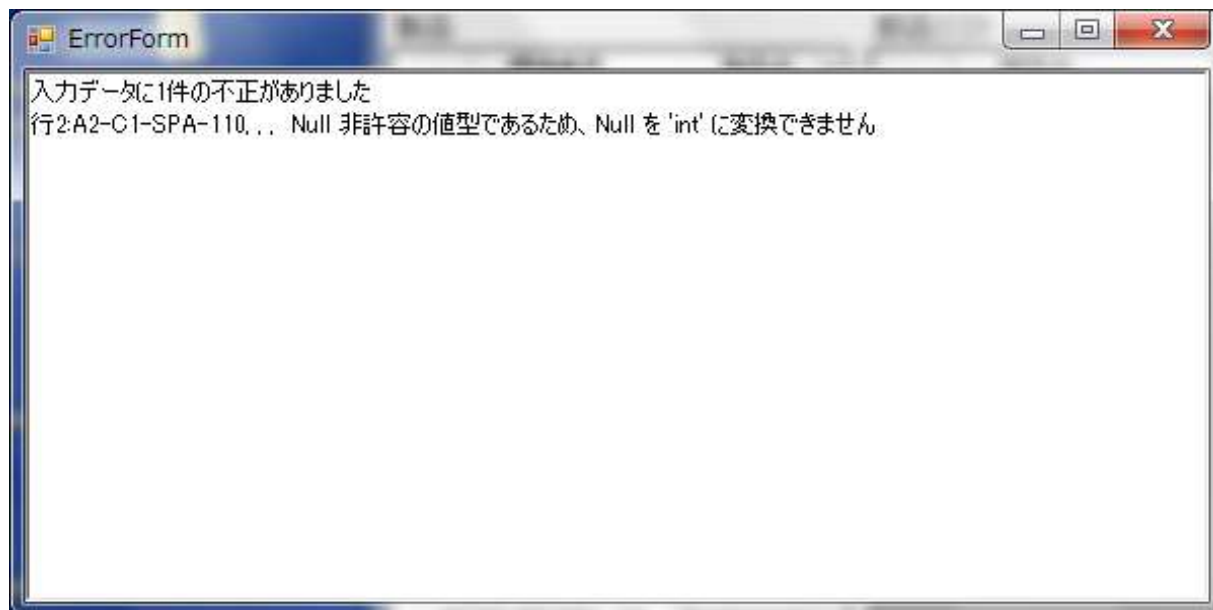 ErrorForm
入力データに1件の不正がありました
行2:A2-C1-SPA-110, , , Null 非許容の値型であるため、Null を 'int' に変換できません